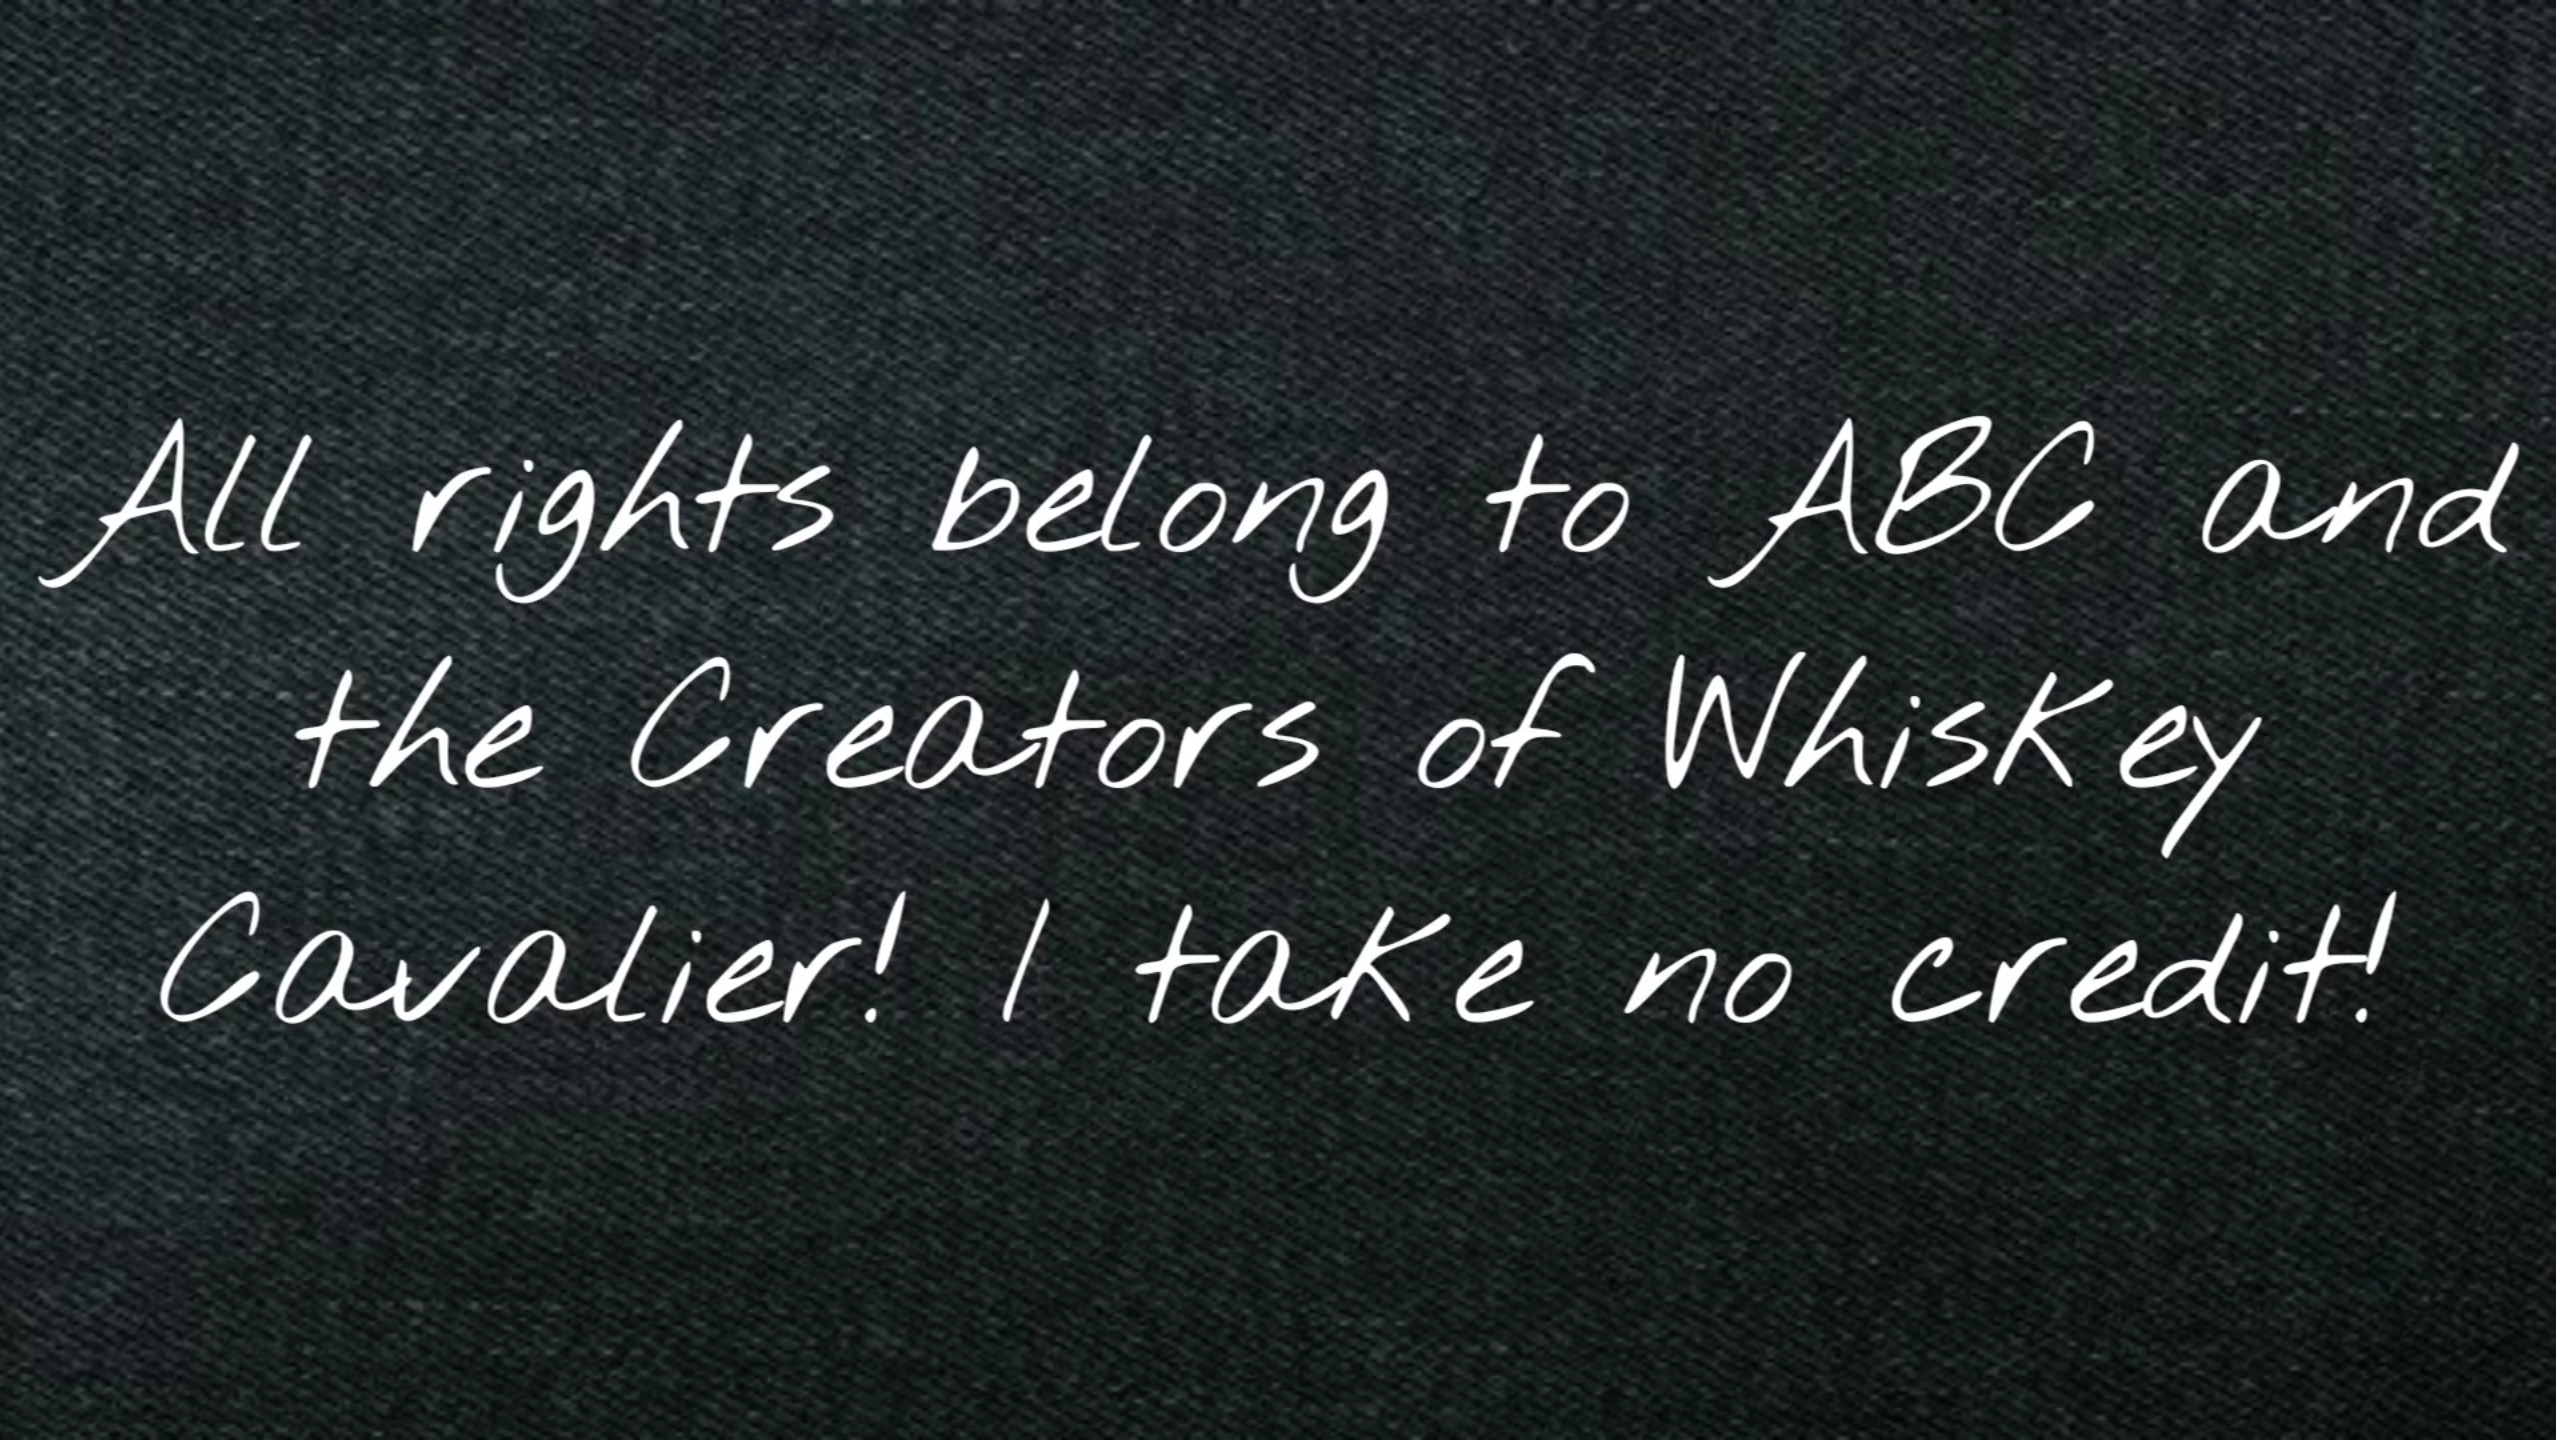 All rights belong to ABC and
the Creators of Whiskey
Cavalier! I take no credit!